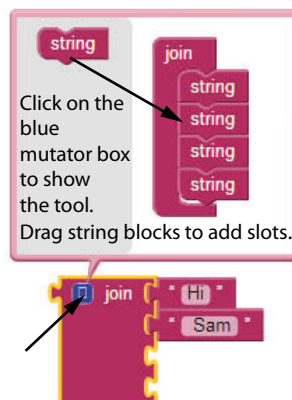 string
join
string
string
string
string
Click on the
blue
mutator box
to show
the tool.
Drag string blocks to add slots.
join " Hi "
" Sam "